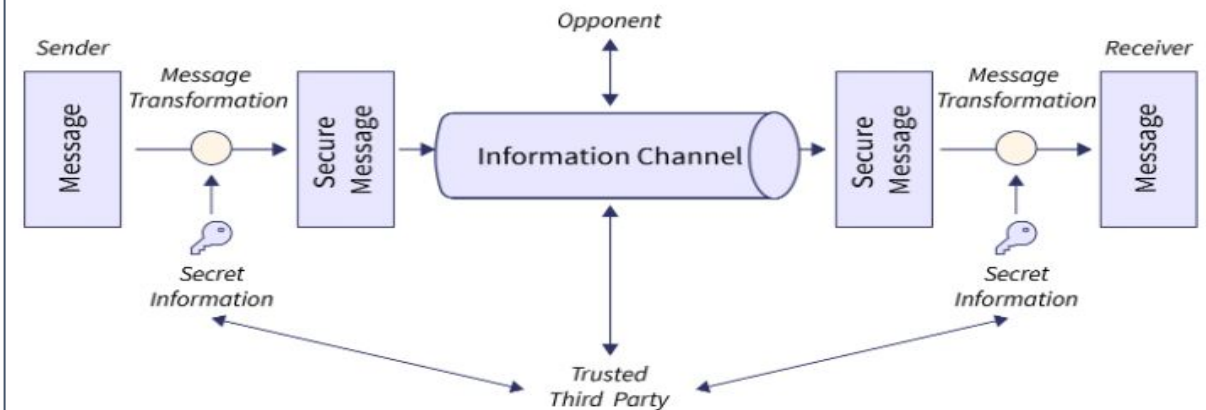 Opponent
Sender
Receiver
Message
Transformation
Message
Transformation
Message
Secure
Message
Information Channel
Secure
Message
Message
Secret
Information
Secret
Information
Trusted
Third Party